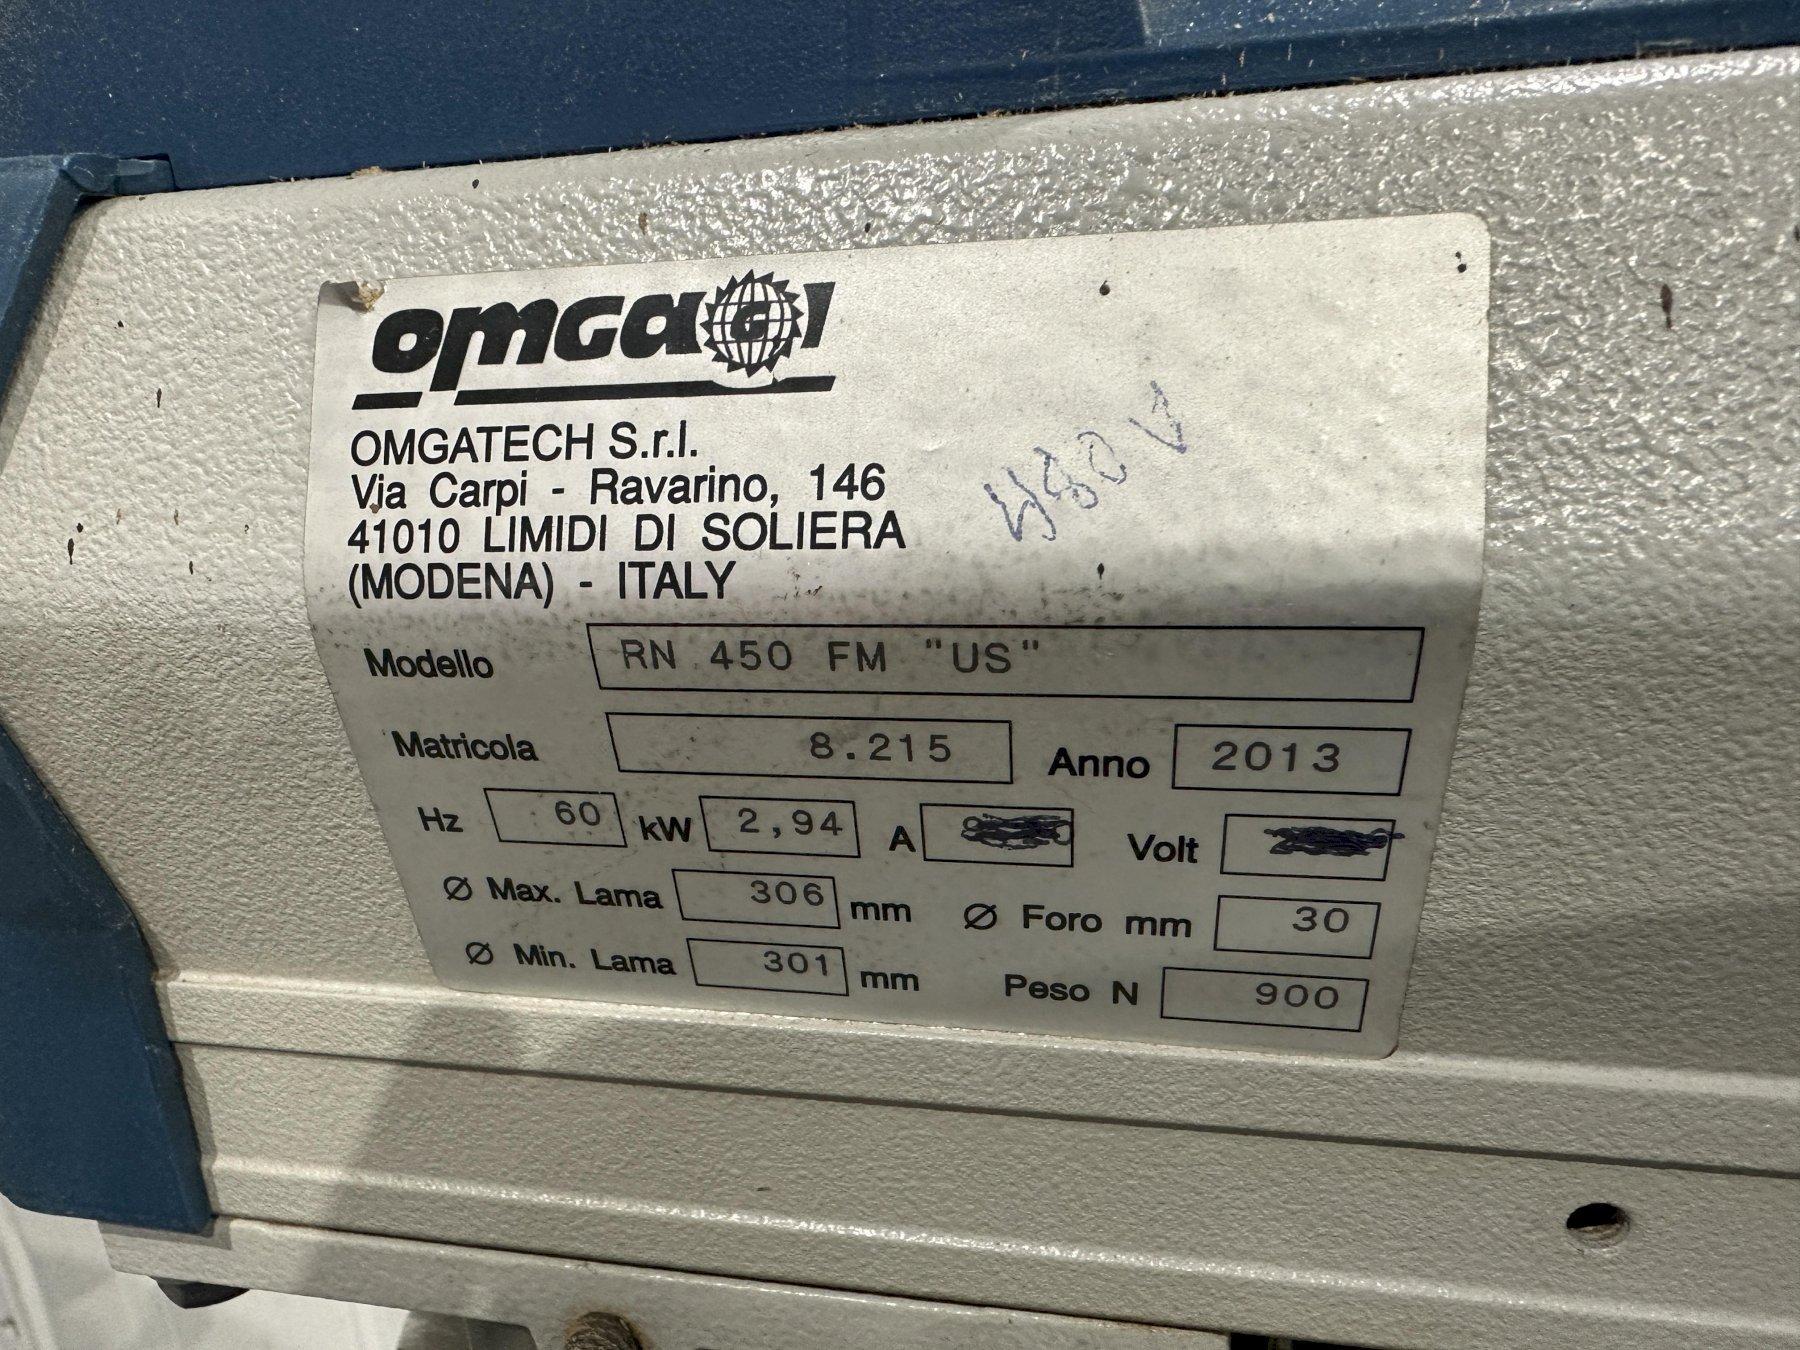 omga G i
OMGATECH S.r.l.
Via Carpi - Ravarino, 146
41010 LIMIDI DI SOLIERA
(MODENA) - ITALY
480V
Modello RN 450 FM "US"
Matricola 8.215 Anno 2013
Hz 60 kW 2,94 A Volt
Ø Max. Lama 306 mm Ø Foro mm 30
Ø Min. Lama 301 mm Peso N 900